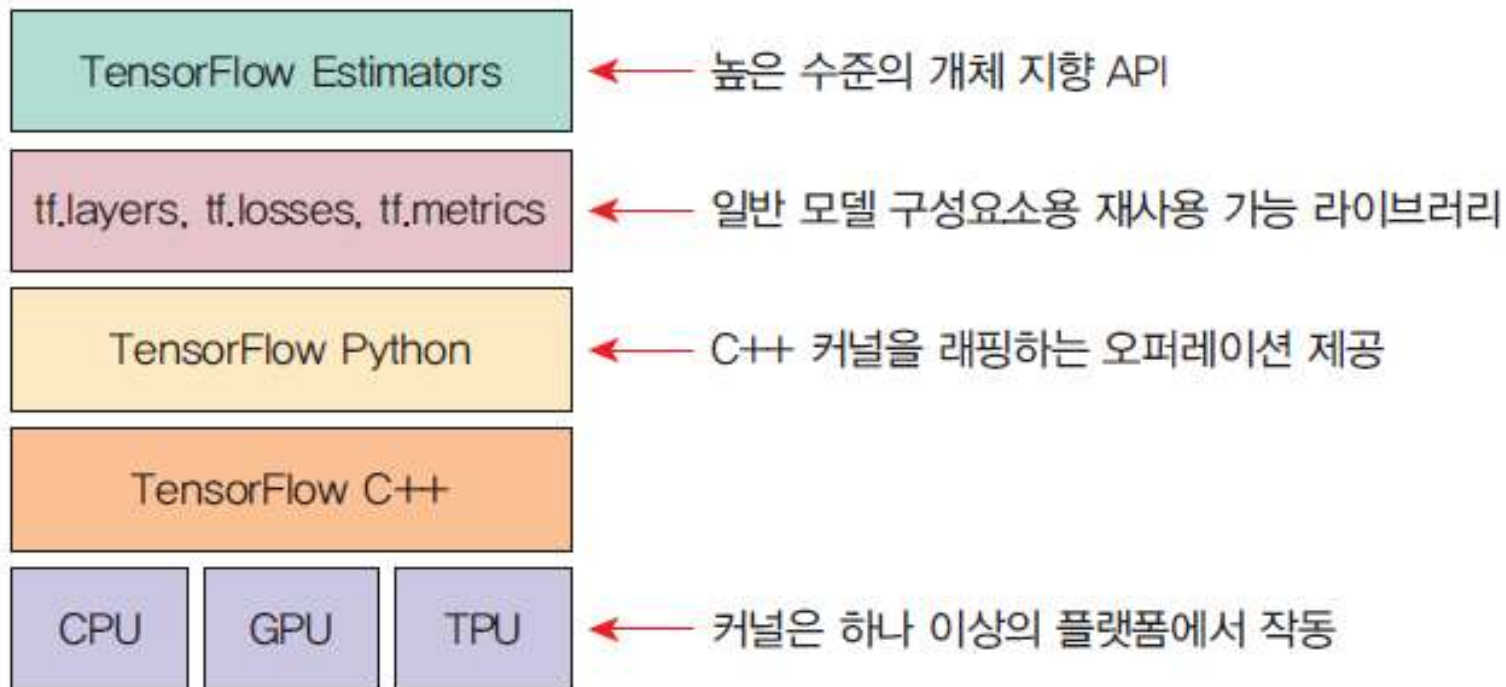 TensorFlow Estimators 높은 수준의 개체 지향 API
tf.layers, tf.losses, tf.metrics 일반 모델 구성요소용 재사용 가능 라이브러리
TensorFlow Python C++ 커널을 래핑하는 오퍼레이션 제공
TensorFlow C++
CPU GPU TPU 커널은 하나 이상의 플랫폼에서 작동